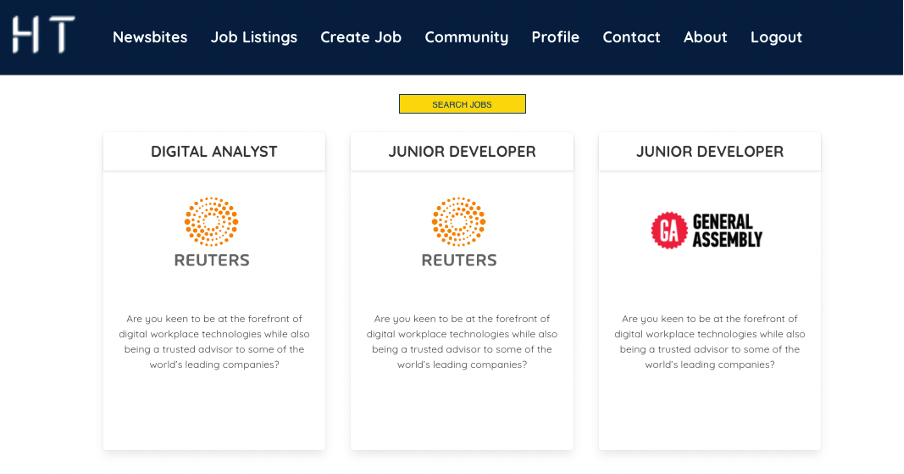 HT Newsbites Job Listings Create Job Community Profile Contact About Logout
SEARCH JOBS
DIGITAL ANALYST
REUTERS
Are you keen to be at the forefront of
digital workplace technologies while also
being a trusted advisor to some of the
world's leading companies?
JUNIOR DEVELOPER
REUTERS
Are you keen to be at the forefront of
digital workplace technologies while also
being a trusted advisor to some of the
world's leading companies?
JUNIOR DEVELOPER
GA GENERAL
ASSEMBLY
Are you keen to be at the forefront of
digital workplace technologies while also
being a trusted advisor to some of the
world's leading companies?